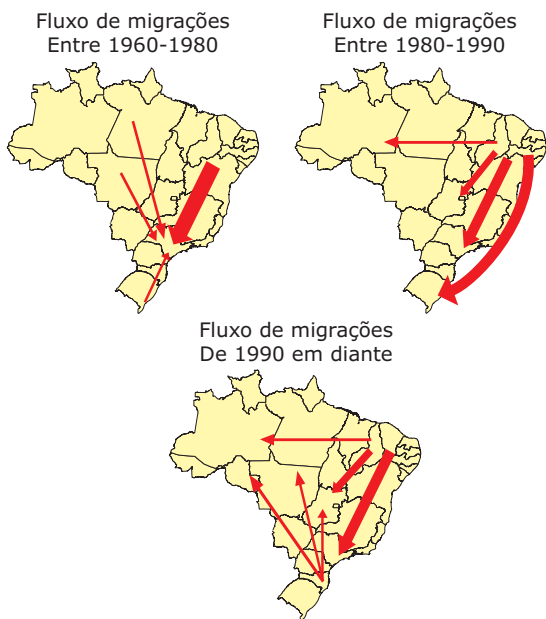 Fluxo de migrações
Entre 1960-1980
Fluxo de migrações
Entre 1980-1990
Fluxo de migrações
De 1990 em diante